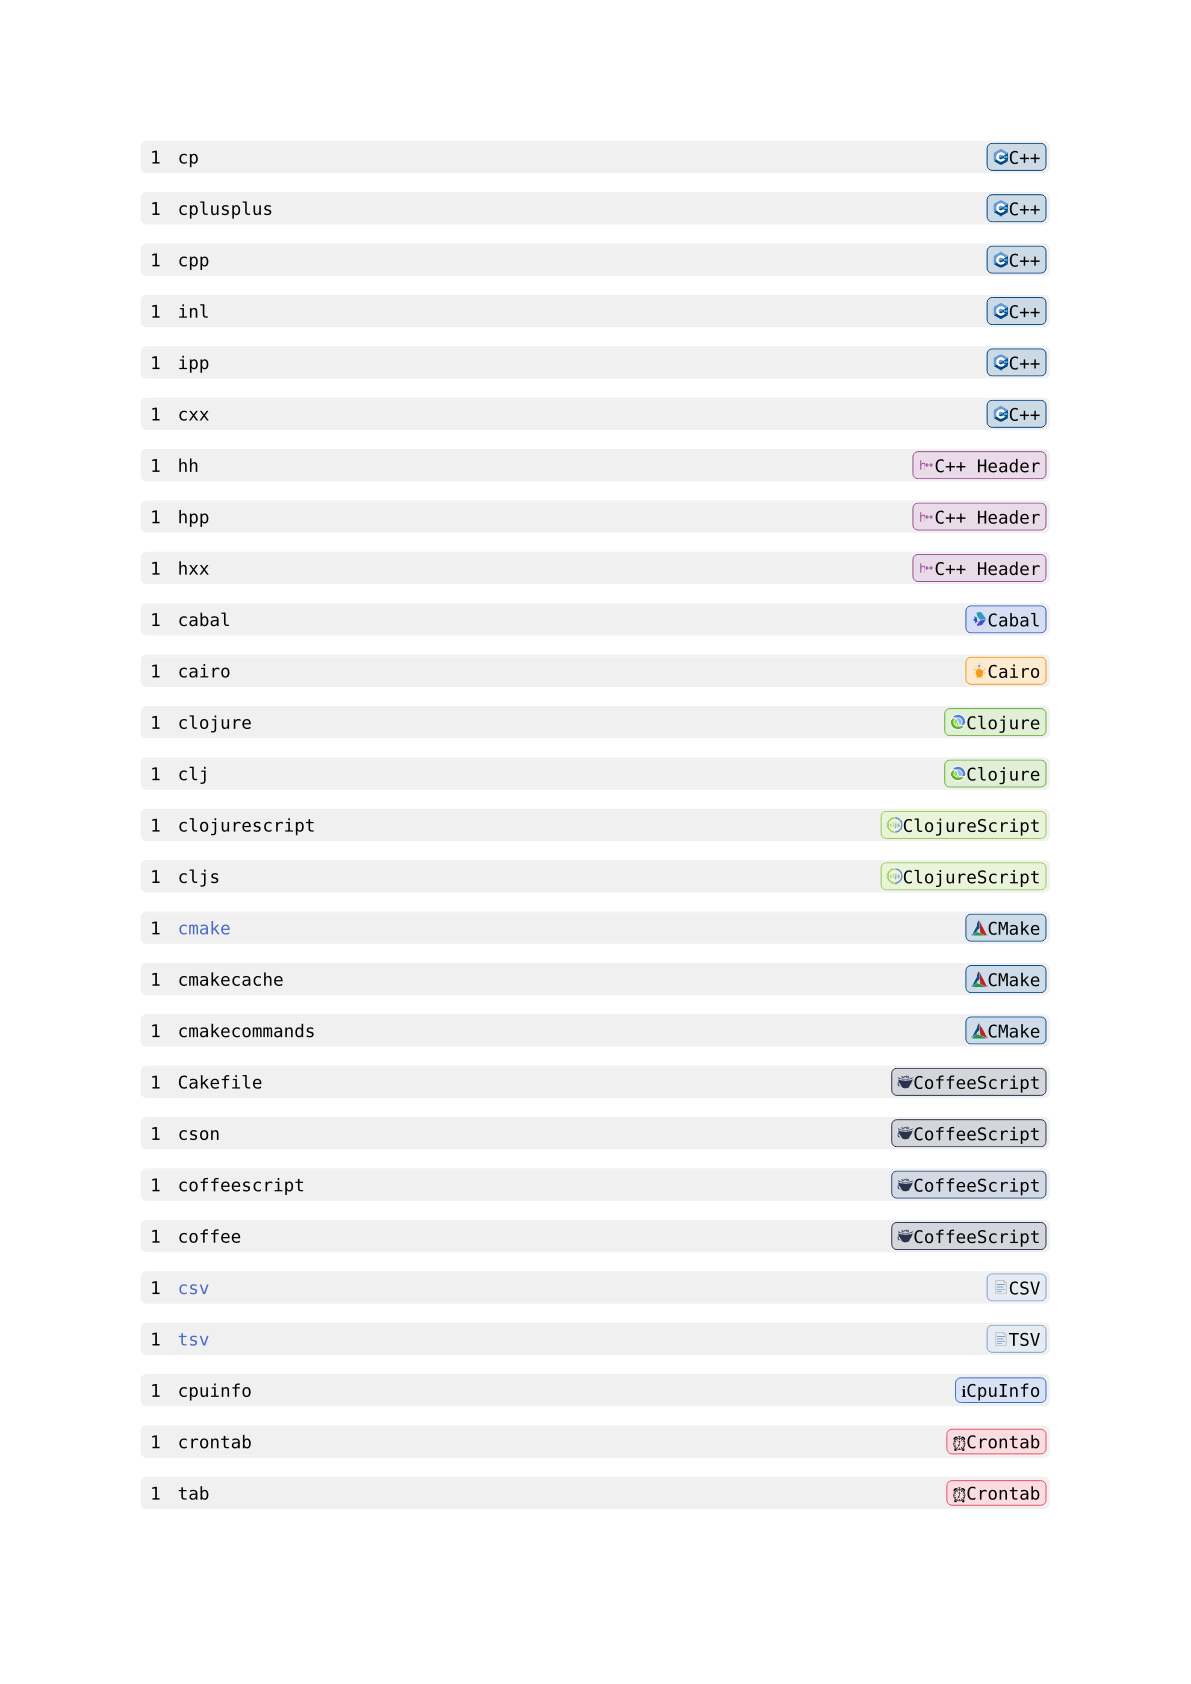 1 cp C++
1 cplusplus C++
1 cpp C++
1 inl C++
1 ipp C++
1 cxx C++
1 hh C++ Header
1 hpp C++ Header
1 hxx C++ Header
1 cabal Cabal
1 cairo Cairo
1 clojure Clojure
1 clj Clojure
1 clojurescript ClojureScript
1 cljs ClojureScript
1 cmake CMake
1 cmakecache CMake
1 cmakecommands CMake
1 Cakefile CoffeeScript
1 cson CoffeeScript
1 coffeescript CoffeeScript
1 coffee CoffeeScript
1 csv CSV
1 tsv TSV
1 cpuinfo iCpuInfo
1 crontab Crontab
1 tab Crontab